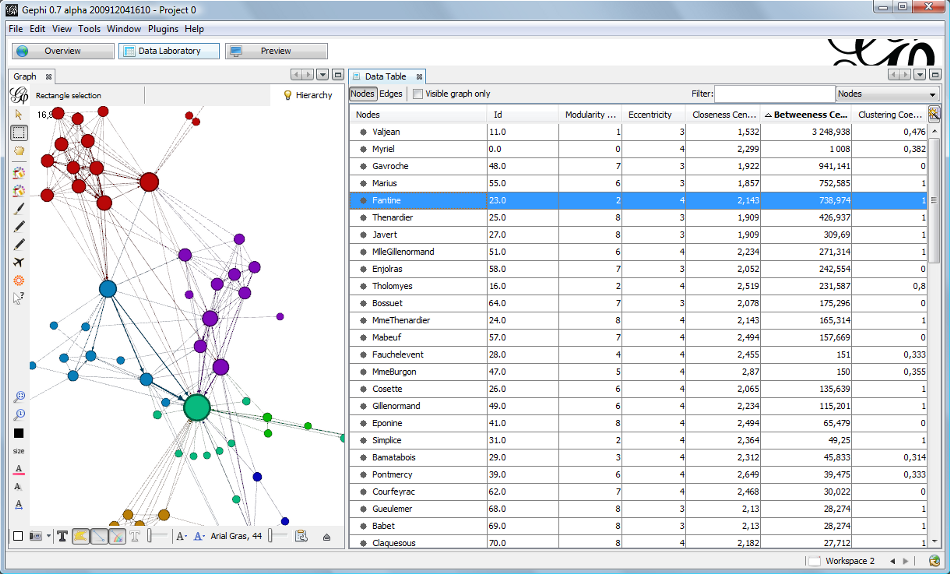 Gephi 0.7 alpha 200912041610 - Project 0
File Edit View Tools Window Plugins Help
Overview Data Laboratory Preview
Graph
Data Table
Rectangle selection Hierarchy
Nodes Edges Visible graph only Filter: Nodes
Nodes Id Modularity ... Eccentricity Closeness Cen... Betweeness Ce... Clustering Coe...
Valjean 11.0 1 3 1,532 3 248,938 0,476
Myriel 0.0 0 4 2,299 1 008 0,382
Gavroche 48.0 7 3 1,922 941,141 0
Marius 55.0 6 3 1,857 752,585 1
Fantine 23.0 2 4 2,143 738,974 1
Thenardier 25.0 8 3 1,909 426,937 1
Javert 27.0 8 3 1,909 309,69 1
MlleGillenormand 51.0 6 4 2,234 271,314 1
Enjolras 58.0 7 3 2,052 242,554 0
Tholomyes 16.0 2 4 2,519 231,587 0,8
Bossuet 64.0 7 3 2,078 175,296 0
MmeThenardier 24.0 8 4 2,143 165,314 1
Mabeuf 57.0 7 4 2,494 157,669 0
Fauchelevent 28.0 4 4 2,455 151 0,333
MmeBurgon 47.0 5 4 2,87 150 0,355
Cosette 26.0 6 4 2,065 135,639 1
Gillenormand 49.0 6 4 2,234 115,201 1
Eponine 41.0 8 4 2,494 65,479 0
Simplice 31.0 2 4 2,364 49,25 1
Bamatabois 29.0 3 4 2,312 45,833 0,314
Pontmercy 39.0 6 4 2,649 39,475 0,333
Courfeyrac 62.0 7 4 2,468 30,022 0
Gueulemer 68.0 8 3 2,13 28,274 1
Babet 69.0 8 3 2,13 28,274 1
Claquesous 70.0 8 4 2,182 27,712 1
size
A
A
A
T T A- A- Arial Gras, 44
Workspace 2